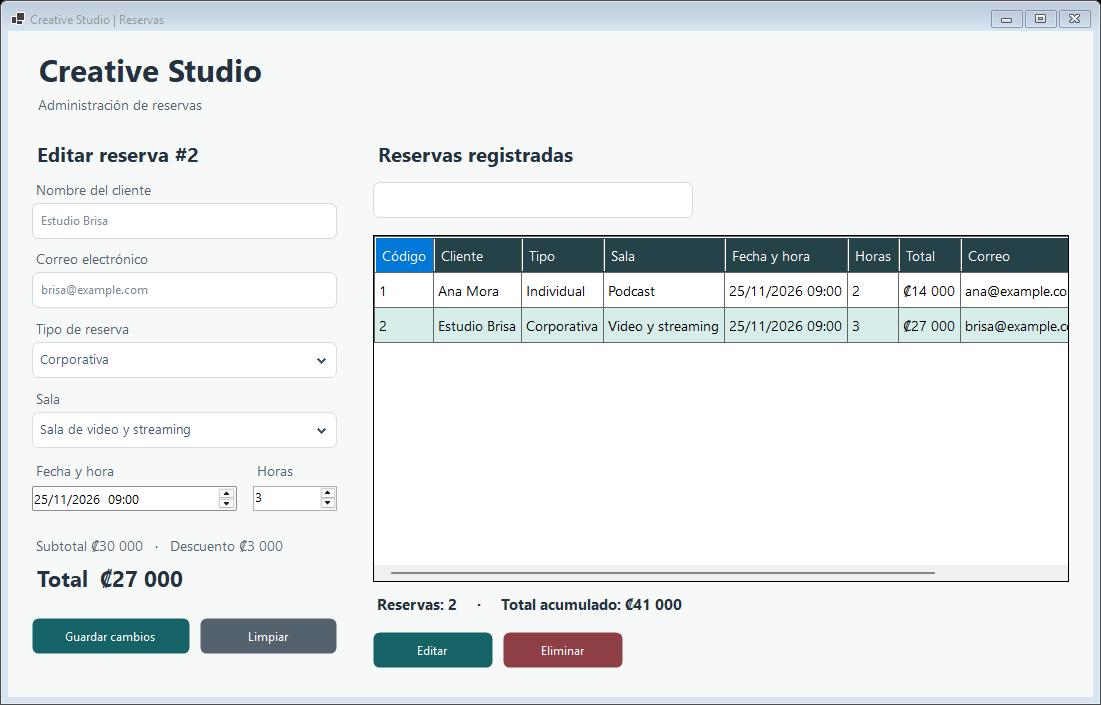 Creative Studio | Reservas
Creative Studio
Administración de reservas
Editar reserva #2
Nombre del cliente
Estudio Brisa
Correo electrónico
brisa@example.com
Tipo de reserva
Corporativa
Sala
Sala de video y streaming
Fecha y hora Horas
25/11/2026 09:00 3
Subtotal ₡30 000 · Descuento ₡3 000
Total ₡27 000
Guardar cambios Limpiar
Reservas registradas
Código Cliente Tipo Sala Fecha y hora Horas Total Correo
1 Ana Mora Individual Podcast 25/11/2026 09:00 2 ₡14 000 ana@example.co
2 Estudio Brisa Corporativa Video y streaming 25/11/2026 09:00 3 ₡27 000 brisa@example.c
Reservas: 2 · Total acumulado: ₡41 000
Editar Eliminar